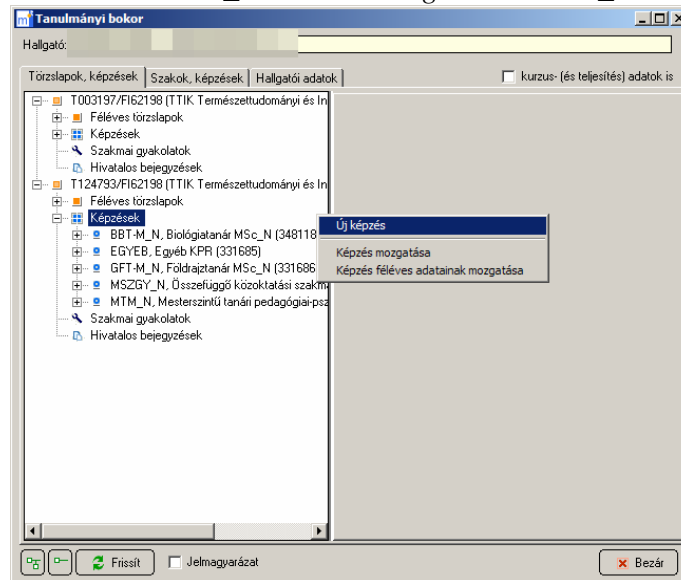 Tanulmányi bokor
Hallgató:
Törzslapok, képzések
Szakok, képzések
Hallgatói adatok
kurzus- (és teljesítés) adatok is
T003197/FI62198 (TTIK Természettudományi és In
Féléves törzslapok
Képzések
Szakmai gyakolatok
Hivatalos bejegyzések
T124793/FI62198 (TTIK Természettudományi és In
Féléves törzslapok
Képzések
BBT-M_N, Biológiatanár MSc_N (348118
EGYEB, Egyéb KPR (331685)
GFT-M_N, Földrajztanár MSc_N (331686
MSZGY_N, Összefüggő közoktatási szakm
MTM_N, Mesterszintű tanári pedagógiai-psz
Szakmai gyakolatok
Hivatalos bejegyzések
Új képzés
Képzés mozgatása
Képzés féléves adatainak mozgatása
Frissít
Jelmagyarázat
Bezár